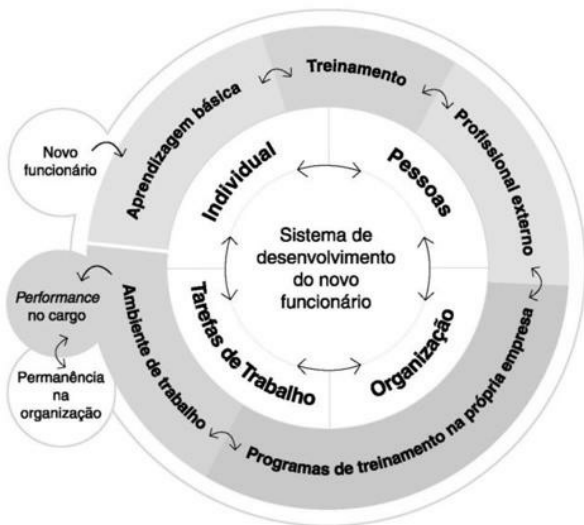 Novo
funcionário
Aprendizagem básica
Treinamento
Profissional externo
Programas de treinamento na própria empresa
Ambiente de trabalho
Performance
no cargo
Permanência
na
organização
Individual
Pessoas
Organização
Tarefas de Trabalho
Sistema de
desenvolvimento
do novo
funcionário